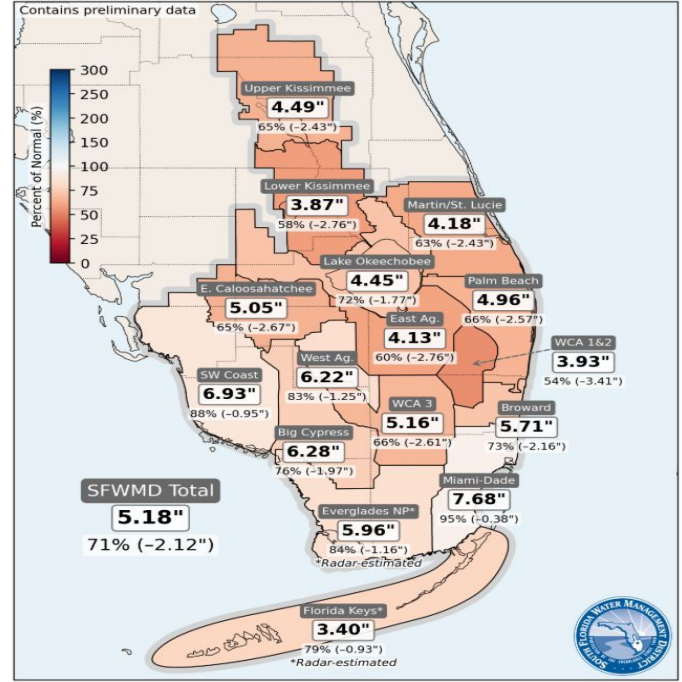 Contains preliminary data
Percent of Normal (%)
300
250
200
150
100
75
50
25
0
Upper Kissimmee
4.49"
65% (−2.43")
Lower Kissimmee
3.87"
58% (−2.76")
Martin/St. Lucie
4.18"
63% (−2.43")
Lake Okeechobee
4.45"
72% (−1.77")
E. Caloosahatchee
5.05"
65% (−2.67")
Palm Beach
4.96"
66% (−2.57")
East Ag.
4.13"
60% (−2.76")
WCA 1&2
3.93"
54% (−3.41")
West Ag.
6.22"
83% (−1.25")
SW Coast
6.93"
88% (−0.95")
WCA 3
5.16"
66% (−2.61")
Broward
5.71"
73% (−2.16")
Big Cypress
6.28"
76% (−1.97")
Miami-Dade
7.68"
95% (−0.38")
SFWMD Total
5.18"
71% (−2.12")
Everglades NP*
5.96"
84% (−1.16")
*Radar-estimated
Florida Keys*
3.40"
79% (−0.93")
*Radar-estimated
SOUTH FLORIDA WATER MANAGEMENT DISTRICT